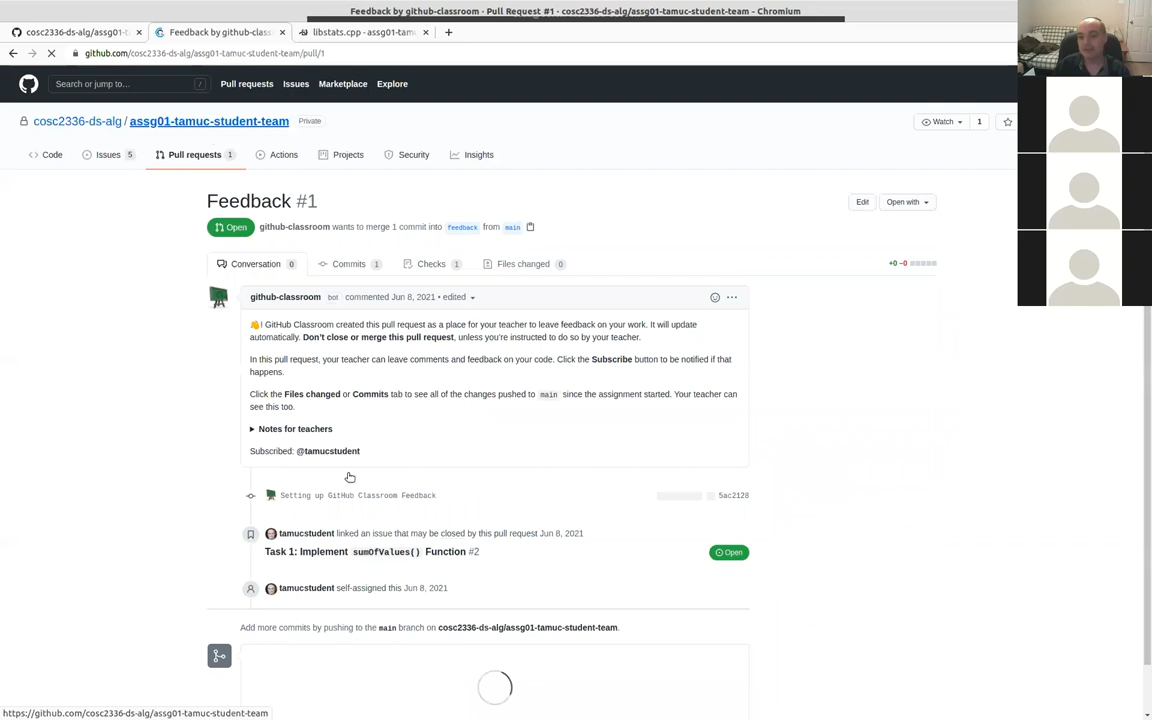 Feedback by github-classroom · Pull Request #1 · cosc2336-ds-alg/assg01-tamuc-student-team - Chromium
cosc2336-ds-alg/assg01-t × Feedback by github-class × libstats.cpp - assg01-tamu × +
github.com/cosc2336-ds-alg/assg01-tamuc-student-team/pull/1
Search or jump to... / Pull requests Issues Marketplace Explore
cosc2336-ds-alg / assg01-tamuc-student-team Private Watch 1
Code Issues 5 Pull requests 1 Actions Projects Security Insights
Feedback #1 Edit Open with
Open github-classroom wants to merge 1 commit into feedback from main
Conversation 0 Commits 1 Checks 1 Files changed 0 +0 −0
github-classroom bot commented Jun 8, 2021 • edited
! GitHub Classroom created this pull request as a place for your teacher to leave feedback on your work. It will update
automatically. Don't close or merge this pull request, unless you're instructed to do so by your teacher.
In this pull request, your teacher can leave comments and feedback on your code. Click the Subscribe button to be notified if that
happens.
Click the Files changed or Commits tab to see all of the changes pushed to main since the assignment started. Your teacher can
see this too.
Notes for teachers
Subscribed: @tamucstudent
Setting up GitHub Classroom Feedback 5ac2128
tamucstudent linked an issue that may be closed by this pull request Jun 8, 2021
Task 1: Implement sumOfValues() Function #2 Open
tamucstudent self-assigned this Jun 8, 2021
Add more commits by pushing to the main branch on cosc2336-ds-alg/assg01-tamuc-student-team.
https://github.com/cosc2336-ds-alg/assg01-tamuc-student-team